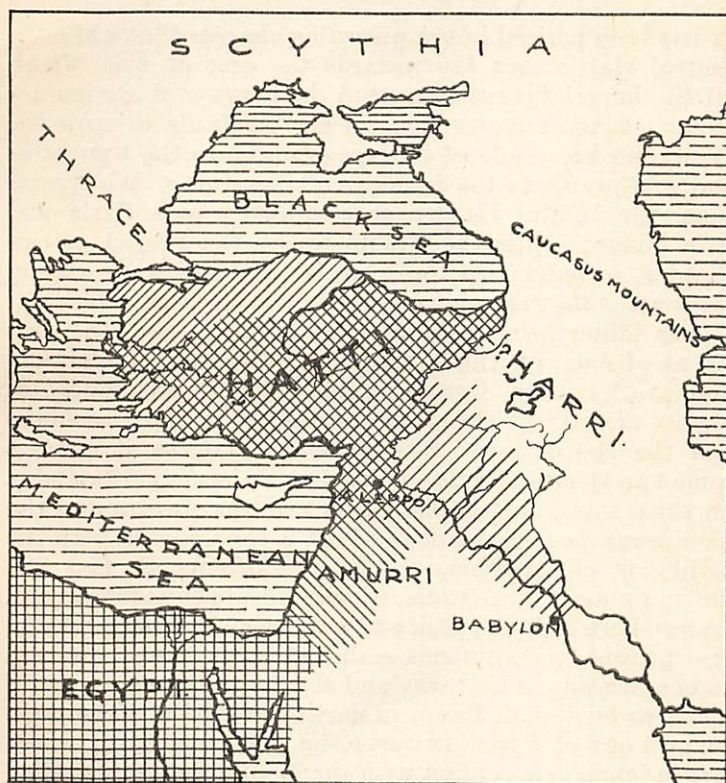 SCYTHIA
THRACE
BLACK SEA
CAUCASUS MOUNTAINS
HATTI
? HARRI.
ALEPPO
MEDITERRANEAN
SEA
AMURRI
BABYLON
EGYPT